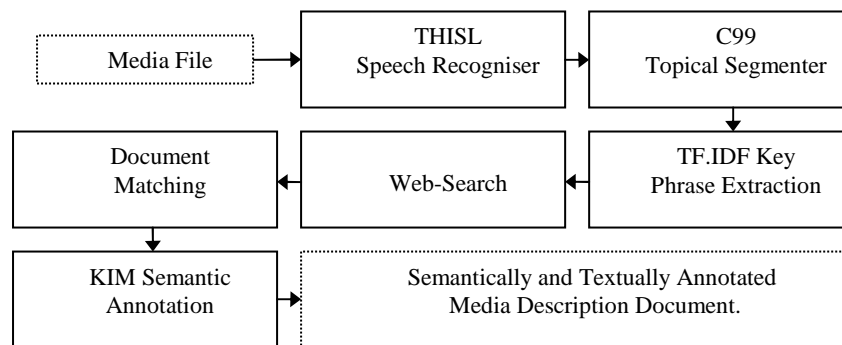 Media File
THISL
Speech Recogniser
C99
Topical Segmenter
TF.IDF Key
Phrase Extraction
Web-Search
Document
Matching
KIM Semantic
Annotation
Semantically and Textually Annotated
Media Description Document.